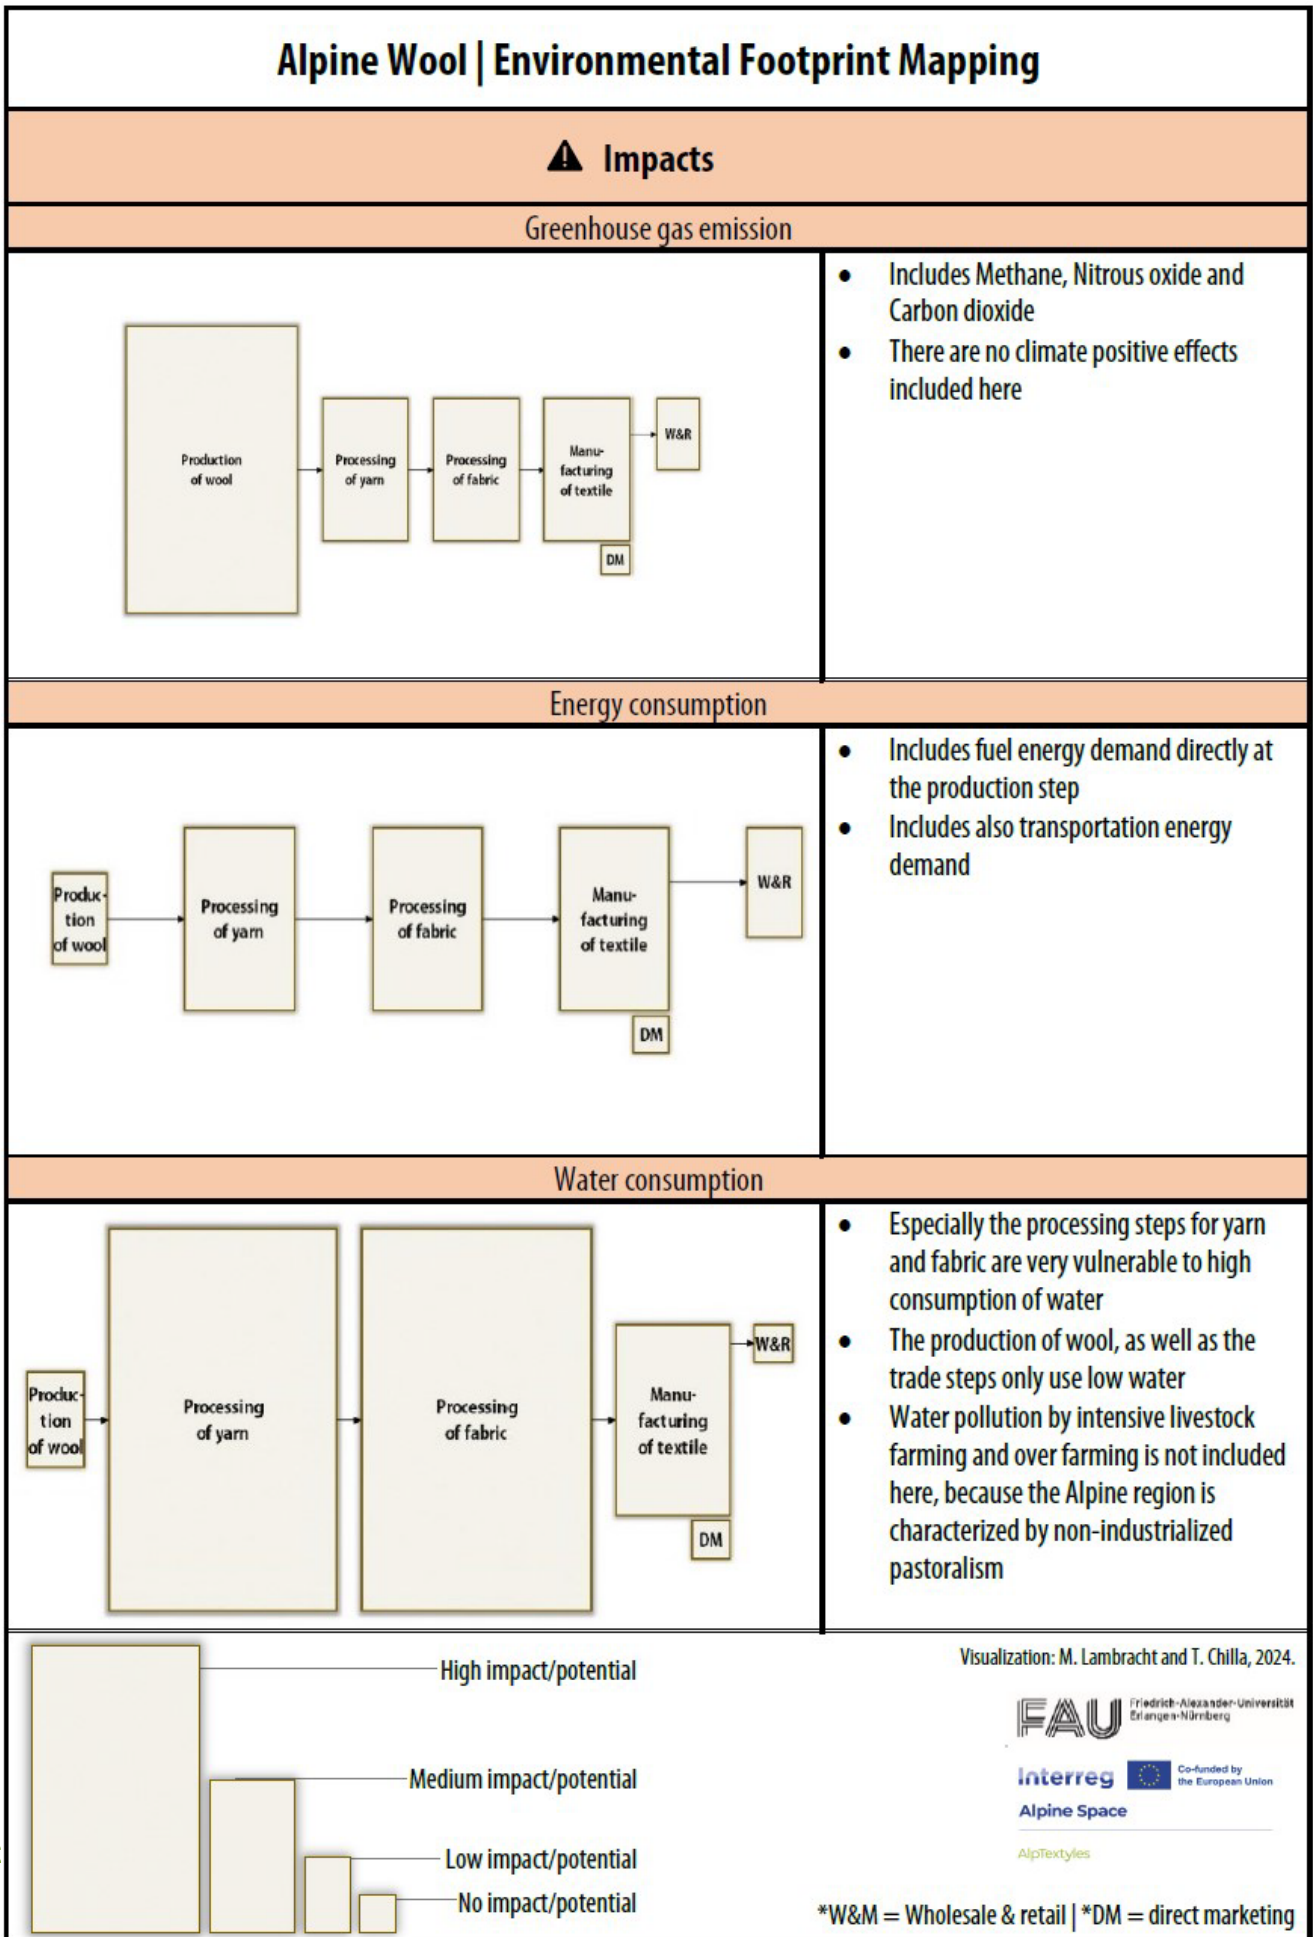 Alpine Wool | Environmental Footprint Mapping
Impacts
Greenhouse gas emission
Production
of wool
Processing
of yarn
Processing
of fabric
Manu-
facturing
of textile
W&R
DM
● Includes Methane, Nitrous oxide and
Carbon dioxide
● There are no climate positive effects
included here
Energy consumption
Produc-
tion
of wool
Processing
of yarn
Processing
of fabric
Manu-
facturing
of textile
W&R
DM
● Includes fuel energy demand directly at
the production step
● Includes also transportation energy
demand
Water consumption
Produc-
tion
of wool
Processing
of yarn
Processing
of fabric
Manu-
facturing
of textile
W&R
DM
● Especially the processing steps for yarn
and fabric are very vulnerable to high
consumption of water
● The production of wool, as well as the
trade steps only use low water
● Water pollution by intensive livestock
farming and over farming is not included
here, because the Alpine region is
characterized by non-industrialized
pastoralism
High impact/potential
Medium impact/potential
Low impact/potential
No impact/potential
Visualization: M. Lambracht and T. Chilla, 2024.
FAU
Friedrich-Alexander-Universität
Erlangen-Nürnberg
Interreg
Co-funded by
the European Union
Alpine Space
AlpTextyles
*W&M = Wholesale & retail | *DM = direct marketing